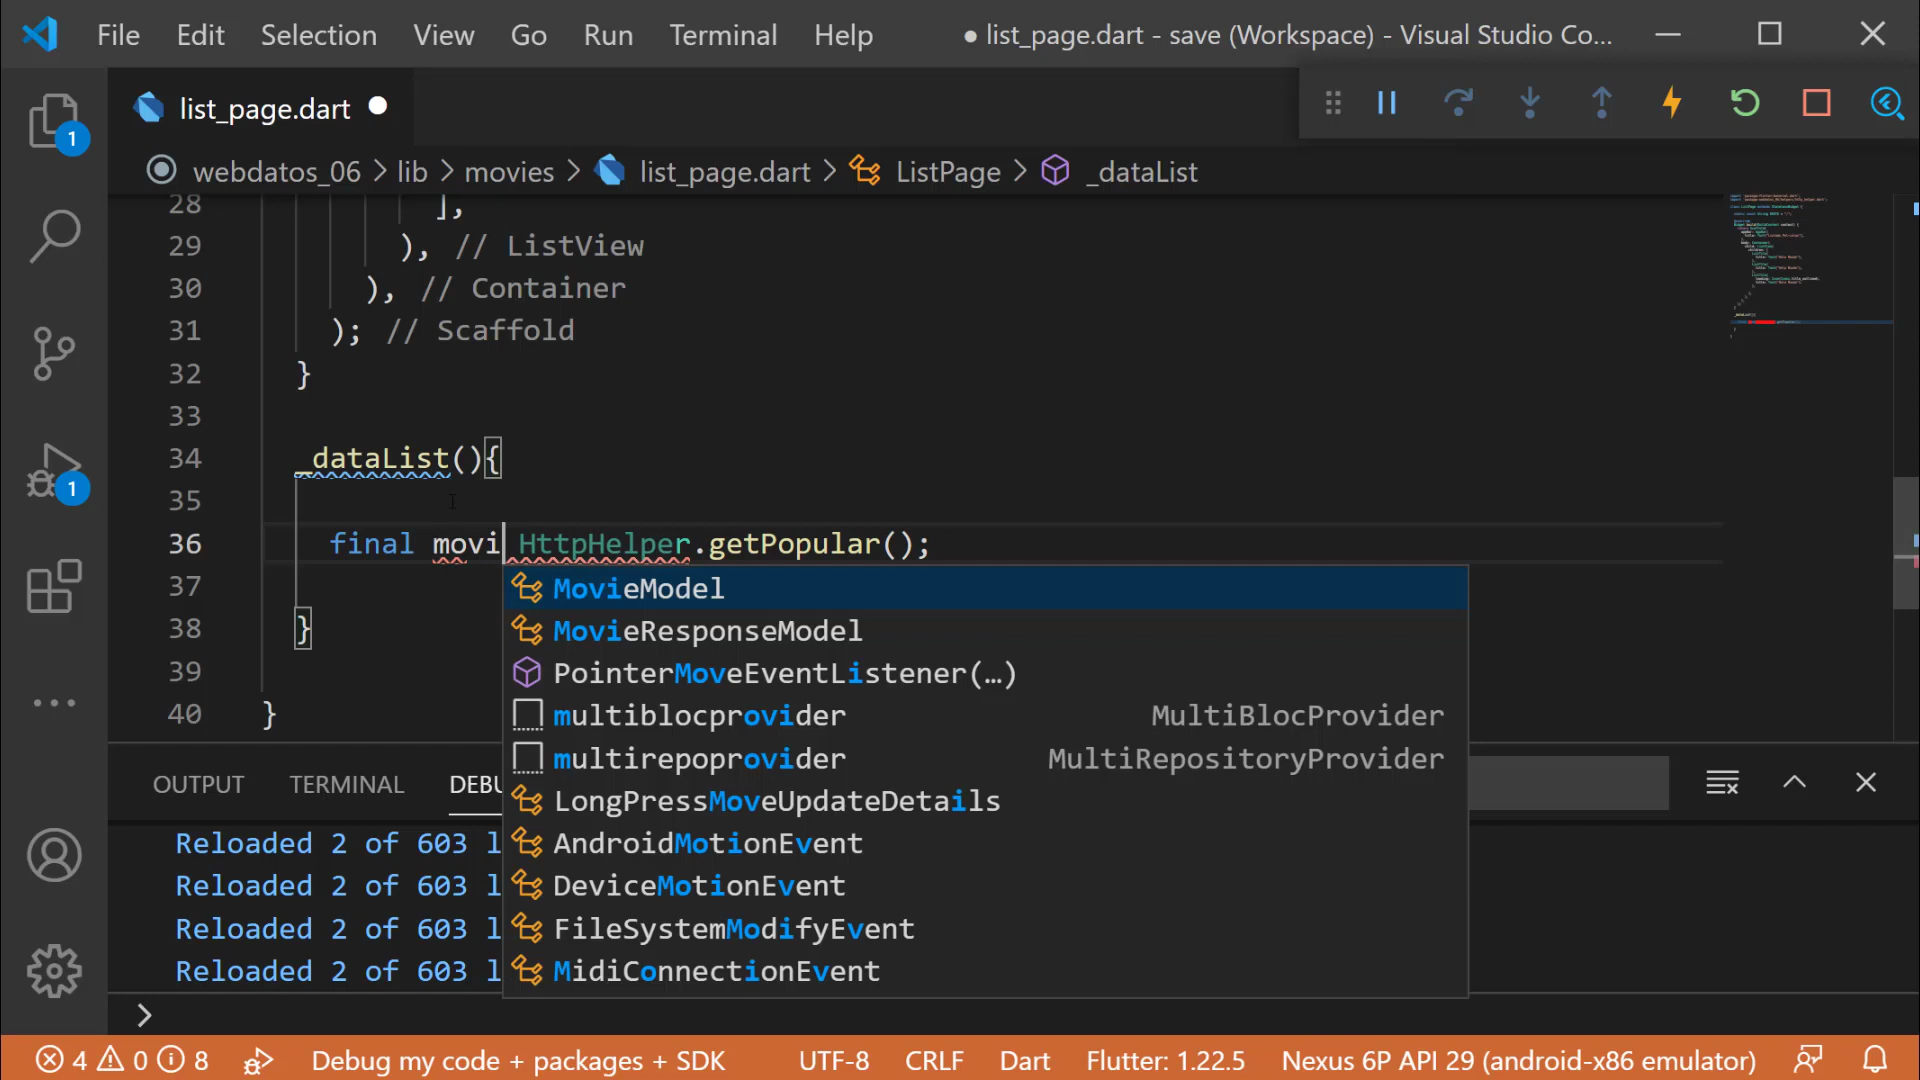 File Edit Selection View Go Run Terminal Help ● list_page.dart - save (Workspace) - Visual Studio Co...
list_page.dart
webdatos_06 > lib > movies > list_page.dart > ListPage > _dataList
28 ],
29 ), // ListView
30 ), // Container
31 ); // Scaffold
32 }
33
34 _dataList(){
35
36 final movi HttpHelper.getPopular();
37
38 }
39
40 }
MovieModel
MovieResponseModel
PointerMoveEventListener(…)
multiblocprovider MultiBlocProvider
multirepoprovider MultiRepositoryProvider
LongPressMoveUpdateDetails
AndroidMotionEvent
DeviceMotionEvent
FileSystemModifyEvent
MidiConnectionEvent
1
1
OUTPUT TERMINAL DEBU
Reloaded 2 of 603 l
Reloaded 2 of 603 l
Reloaded 2 of 603 l
Reloaded 2 of 603 l
>
4 0 8 Debug my code + packages + SDK UTF-8 CRLF Dart Flutter: 1.22.5 Nexus 6P API 29 (android-x86 emulator)